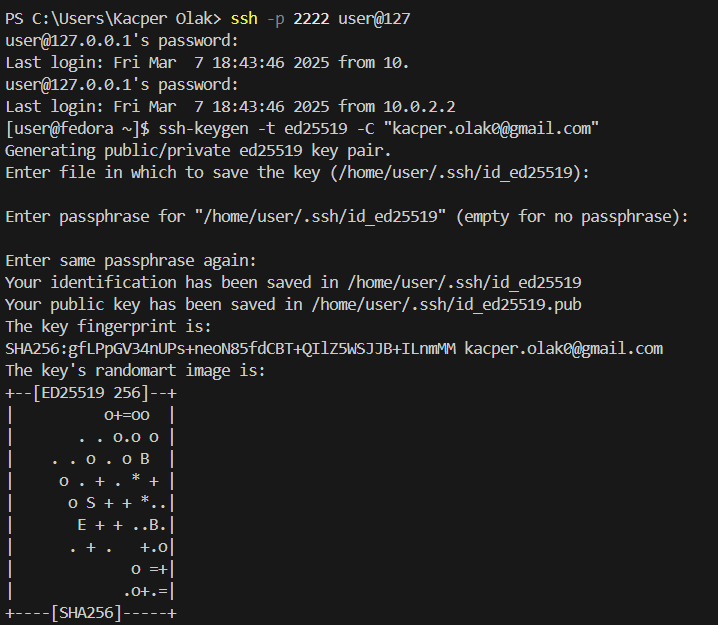 PS C:\Users\Kacper Olak> ssh -p 2222 user@127
user@127.0.0.1's password:
Last login: Fri Mar  7 18:43:46 2025 from 10.
user@127.0.0.1's password:
Last login: Fri Mar  7 18:43:46 2025 from 10.0.2.2
[user@fedora ~]$ ssh-keygen -t ed25519 -C "kacper.olak0@gmail.com"
Generating public/private ed25519 key pair.
Enter file in which to save the key (/home/user/.ssh/id_ed25519):
Enter passphrase for "/home/user/.ssh/id_ed25519" (empty for no passphrase):
Enter same passphrase again:
Your identification has been saved in /home/user/.ssh/id_ed25519
Your public key has been saved in /home/user/.ssh/id_ed25519.pub
The key fingerprint is:
SHA256:gfLPpGV34nUPs+neoN85fdCBT+QIlZ5WSJJB+ILnmMM kacper.olak0@gmail.com
The key's randomart image is:
+--[ED25519 256]--+
|          o+=oo  |
|       . . o.o o |
|    . . o . o B  |
|     o . + . * + |
|      o S + + *..|
|       E + + ..B.|
|      . + .   +.o|
|             o =+|
|            .o+.=|
+----[SHA256]-----+